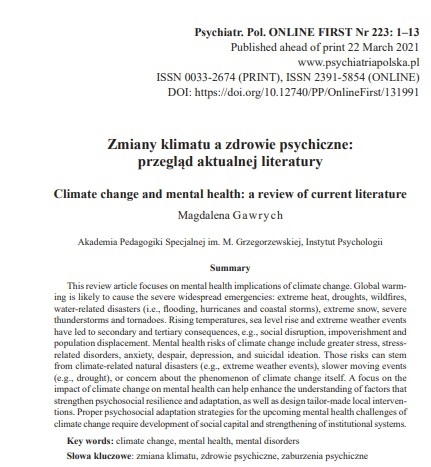 Psychiatr. Pol. ONLINE FIRST Nr 223: 1–13
Published ahead of print 22 March 2021
www.psychiatriapolska.pl
ISSN 0033-2674 (PRINT), ISSN 2391-5854 (ONLINE)
DOI: https://doi.org/10.12740/PP/OnlineFirst/131991
Zmiany klimatu a zdrowie psychiczne:
przegląd aktualnej literatury
Climate change and mental health: a review of current literature
Magdalena Gawrych
Akademia Pedagogiki Specjalnej im. M. Grzegorzewskiej, Instytut Psychologii
Summary
This review article focuses on mental health implications of climate change. Global warm-
ing is likely to cause the severe widespread emergencies: extreme heat, droughts, wildfires,
water-related disasters (i.e., flooding, hurricanes and coastal storms), extreme snow, severe
thunderstorms and tornadoes. Rising temperatures, sea level rise and extreme weather events
have led to secondary and tertiary consequences, e.g., social disruption, impoverishment and
population displacement. Mental health risks of climate change include greater stress, stress-
related disorders, anxiety, despair, depression, and suicidal ideation. Those risks can stem
from climate-related natural disasters (e.g., extreme weather events), slower moving events
(e.g., drought), or concern about the phenomenon of climate change itself. A focus on the
impact of climate change on mental health can help enhance the understanding of factors that
strengthen psychosocial resilience and adaptation, as well as design tailor-made local interven-
tions. Proper psychosocial adaptation strategies for the upcoming mental health challenges of
climate change require development of social capital and strengthening of institutional systems.
Key words: climate change, mental health, mental disorders
Słowa kluczowe: zmiana klimatu, zdrowie psychiczne, zaburzenia psychiczne